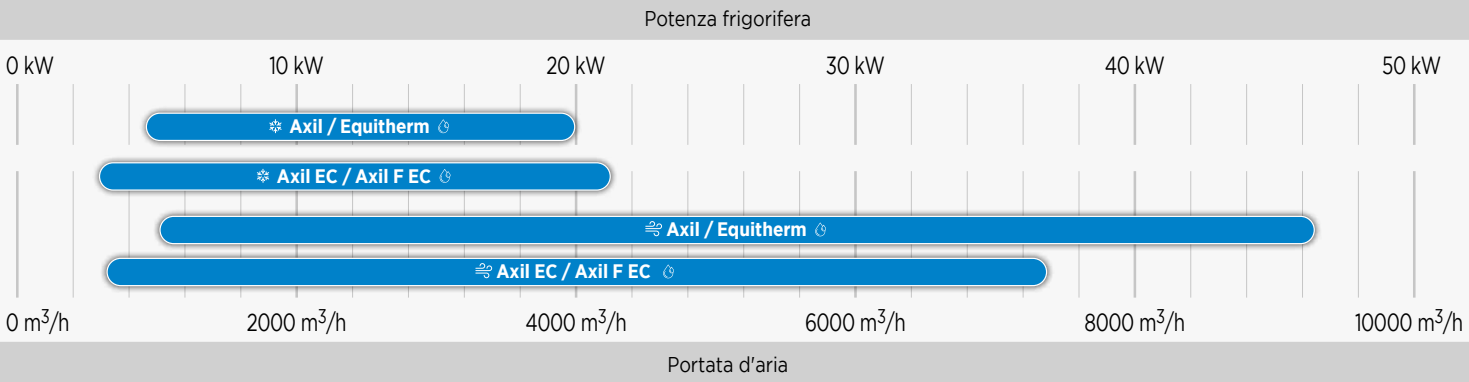 Potenza frigorifera
0 kW 10 kW 20 kW 30 kW 40 kW 50 kW
Axil / Equitherm
Axil EC / Axil F EC
Axil / Equitherm
Axil EC / Axil F EC
0 m³/h 2000 m³/h 4000 m³/h 6000 m³/h 8000 m³/h 10000 m³/h
Portata d'aria